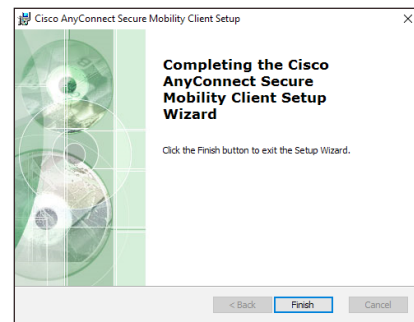 Cisco AnyConnect Secure Mobility Client Setup
Completing the Cisco
AnyConnect Secure
Mobility Client Setup
Wizard
Click the Finish button to exit the Setup Wizard.
< Back Finish Cancel